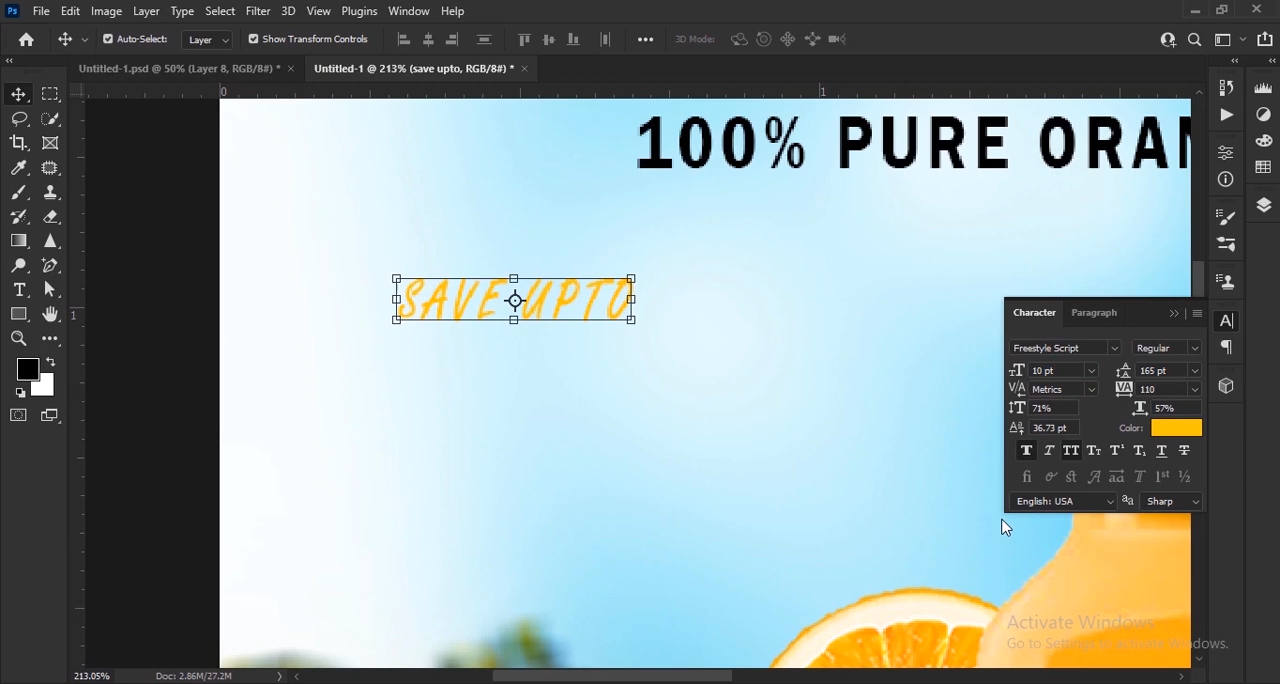 Ps File Edit Image Layer Type Select Filter 3D View Plugins Window Help
Auto-Select: Layer Show Transform Controls 3D Mode:
Untitled-1.psd @ 50% (Layer 8, RGB/8#) * × Untitled-1 @ 213% (save upto, RGB/8#) * ×
0 1
100% PURE ORAN
SAVE UPTO
1
Character Paragraph
Freestyle Script Regular
10 pt 165 pt
Metrics 110
71% 57%
36.73 pt Color:
English: USA Sharp
Activate Windows
Go to Settings to activate Windows.
213.05% Doc: 2.86M/27.2M